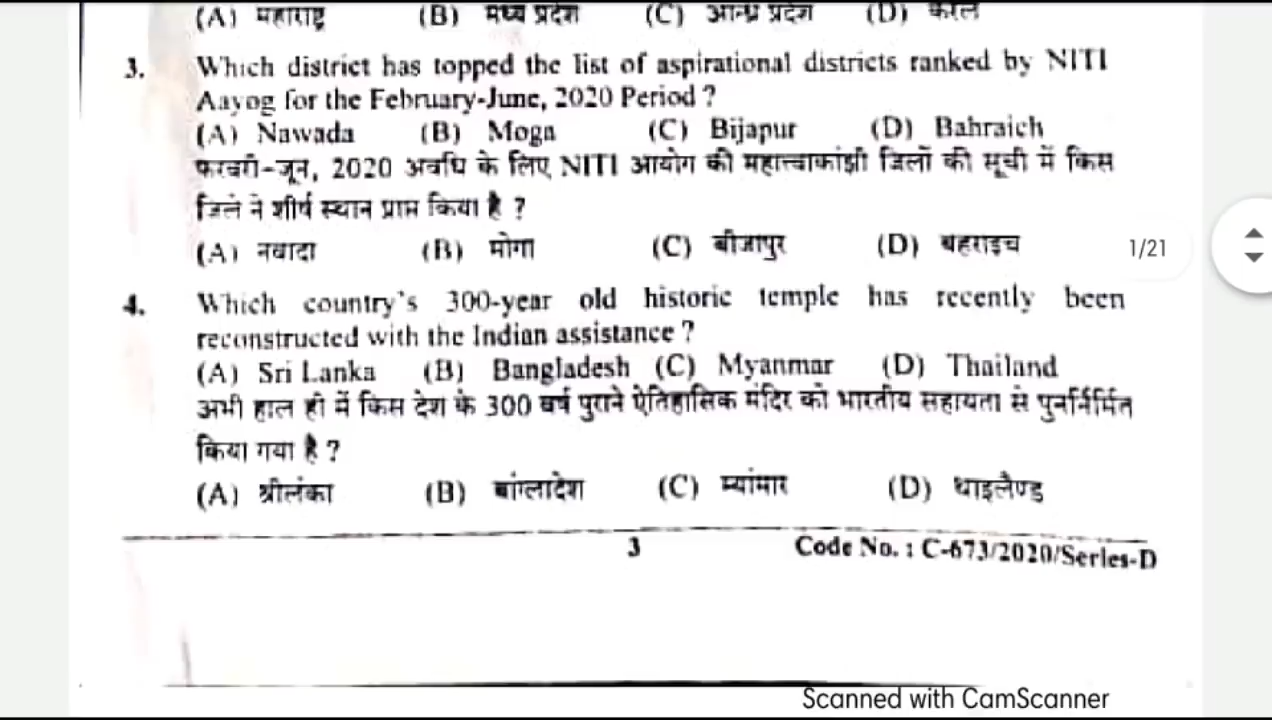 (A) महाराष्ट्र (B) मध्य प्रदेश (C) आन्ध्र प्रदेश (D) केरल
3. Which district has topped the list of aspirational districts ranked by NITI
Aayog for the February-June, 2020 Period ?
(A) Nawada (B) Moga (C) Bijapur (D) Bahraich
फरवरी-जून, 2020 अवधि के लिए NITI आयोग की महात्त्वाकांक्षी जिलों की सूची में किस
जिले ने शीर्ष स्थान प्राप्त किया है ?
(A) नवादा (B) मोगा (C) बीजापुर (D) बहराइच
1/21
4. Which country's 300-year old historic temple has recently been
reconstructed with the Indian assistance ?
(A) Sri Lanka (B) Bangladesh (C) Myanmar (D) Thailand
अभी हाल ही में किस देश के 300 वर्ष पुराने ऐतिहासिक मंदिर को भारतीय सहायता से पुनर्निर्मित
किया गया है ?
(A) श्रीलंका (B) बांग्लादेश (C) म्यांमार (D) थाइलैण्ड
3 Code No. : C-673/2020/Series-D
Scanned with CamScanner